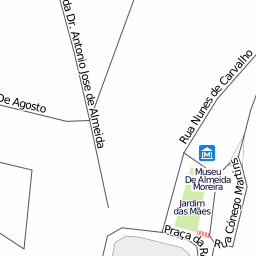 da Dr. Antonio Jose de Almeida
De Agosto
Rua Nunes de Carvalho
Museu
De Almeida
Moreira
Jardim
das Mães
Rua Cónego Martins
Praça da R